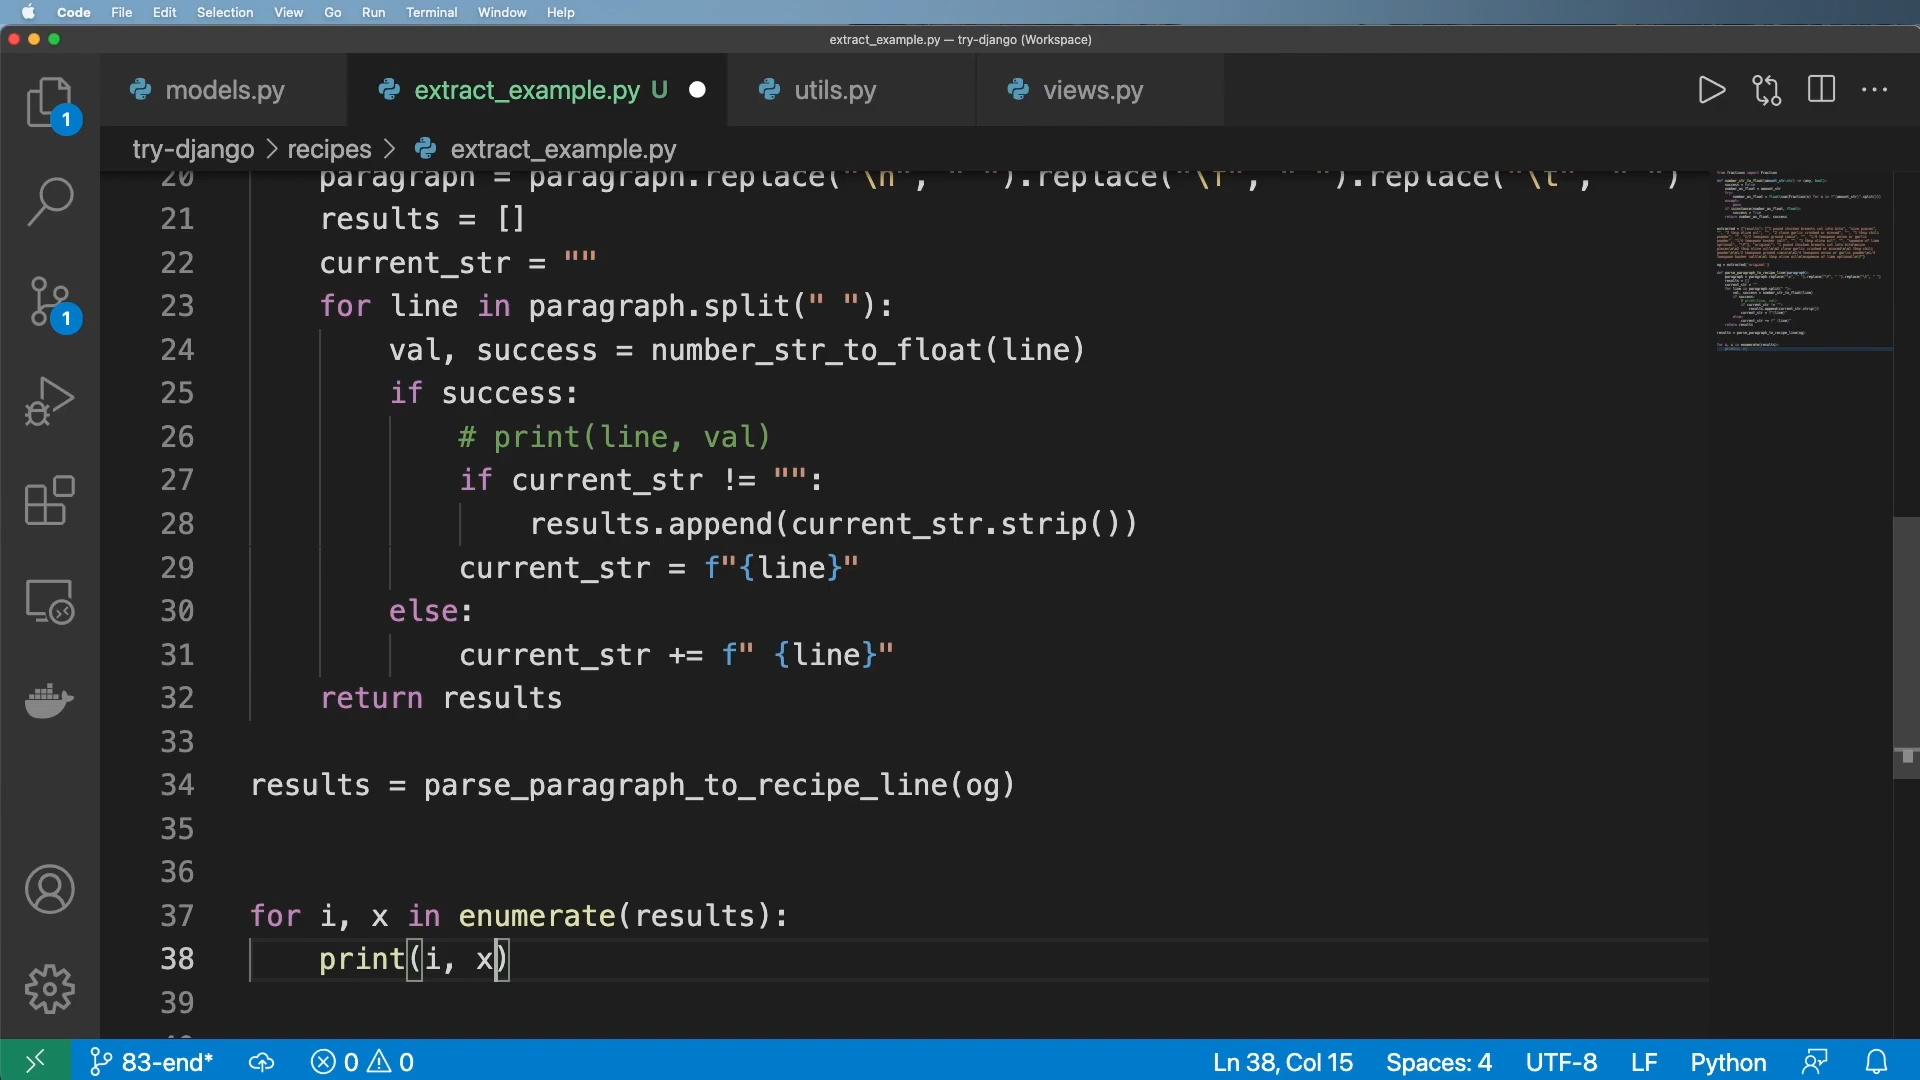 Code File Edit Selection View Go Run Terminal Window Help
extract_example.py — try-django (Workspace)
models.py extract_example.py U utils.py views.py
1
try-django > recipes > extract_example.py
20 paragraph = paragraph.replace("\n", " ").replace("\r", " ").replace("\t", " ")
21 results = []
22 current_str = ""
23 for line in paragraph.split(" "):
24 val, success = number_str_to_float(line)
25 if success:
26 # print(line, val)
27 if current_str != "":
28 results.append(current_str.strip())
29 current_str = f"{line}"
30 else:
31 current_str += f" {line}"
32 return results
33
34 results = parse_paragraph_to_recipe_line(og)
35
36
37 for i, x in enumerate(results):
38 print(i, x)
39
1
83-end* 0 0 Ln 38, Col 15 Spaces: 4 UTF-8 LF Python